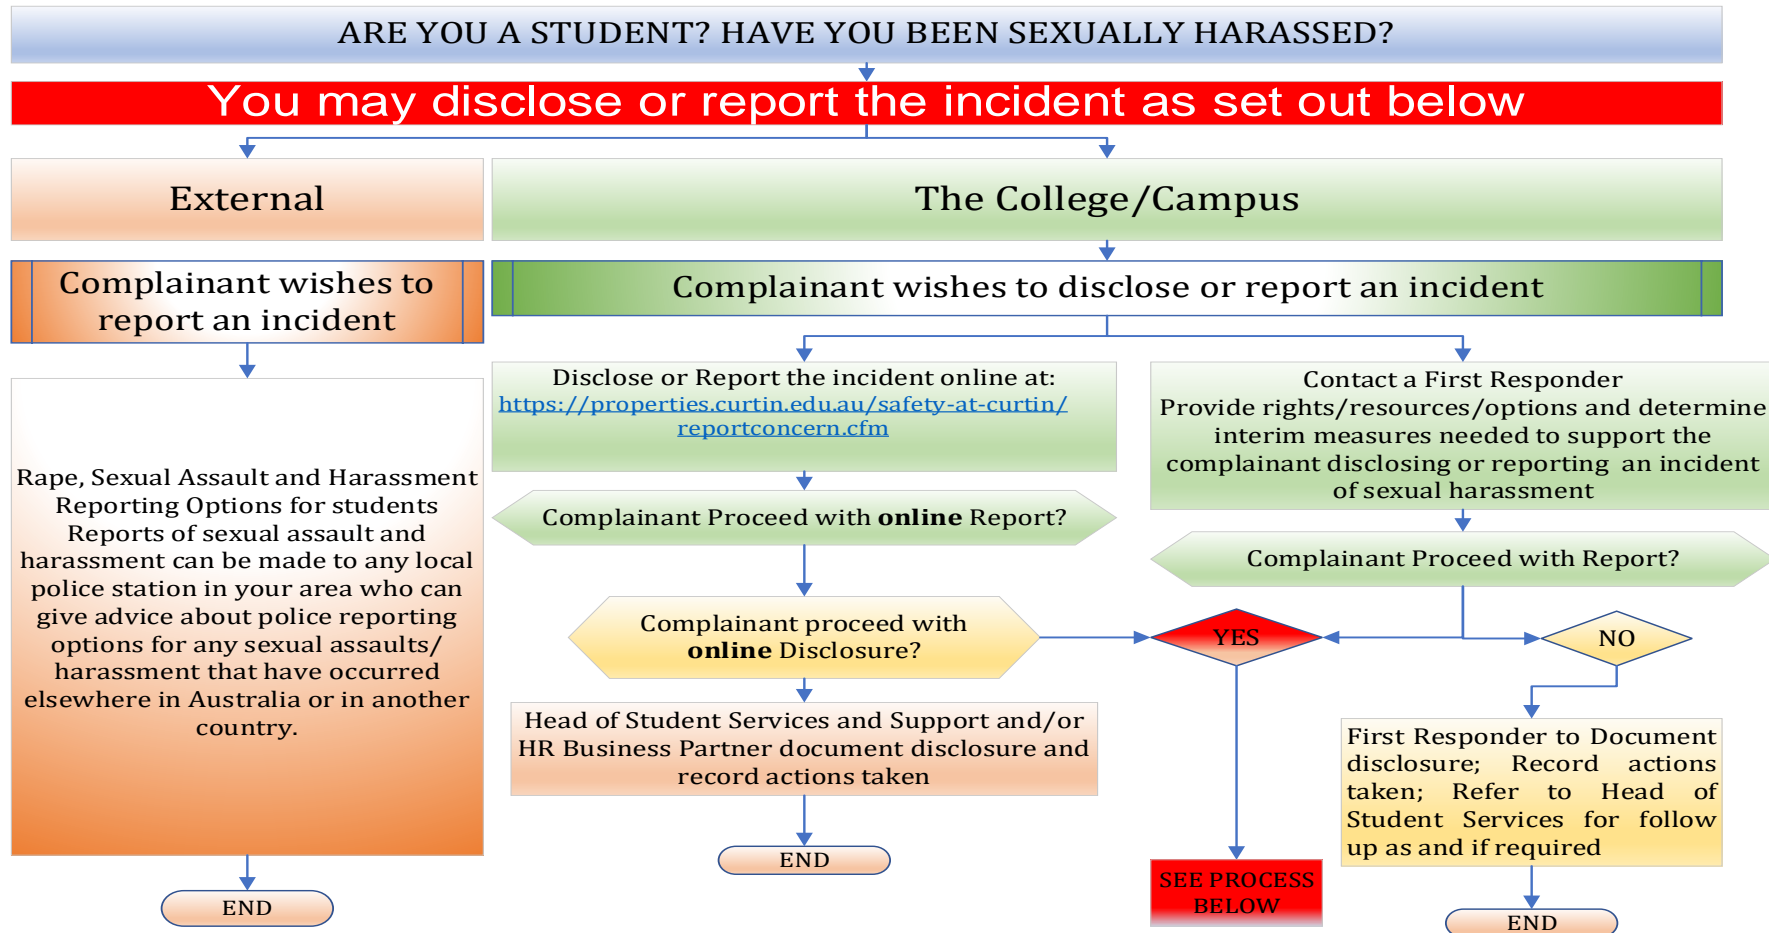 ARE YOU A STUDENT? HAVE YOU BEEN SEXUALLY HARASSED?
You may disclose or report the incident as set out below
External
The College/Campus
Complainant wishes to
report an incident
Complainant wishes to disclose or report an incident
Rape, Sexual Assault and Harassment
Reporting Options for students
Reports of sexual assault and
harassment can be made to any local
police station in your area who can
give advice about police reporting
options for any sexual assaults/
harassment that have occurred
elsewhere in Australia or in another
country.
END
Disclose or Report the incident online at:
https://properties.curtin.edu.au/safety-at-curtin/
reportconcern.cfm
Complainant Proceed with online Report?
Complainant proceed with
online Disclosure?
Head of Student Services and Support and/or
HR Business Partner document disclosure and
record actions taken
END
Contact a First Responder
Provide rights/resources/options and determine
interim measures needed to support the
complainant disclosing or reporting an incident
of sexual harassment
Complainant Proceed with Report?
YES
NO
SEE PROCESS
BELOW
First Responder to Document
disclosure; Record actions
taken; Refer to Head of
Student Services for follow
up as and if required
END